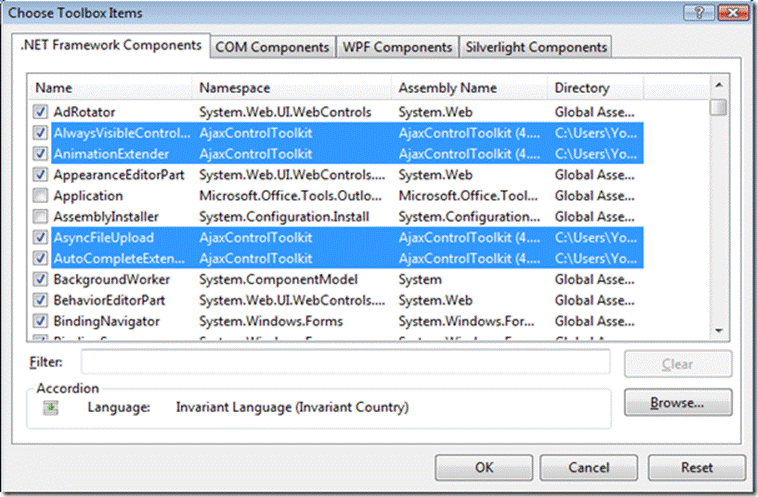 Choose Toolbox Items
.NET Framework Components COM Components WPF Components Silverlight Components
Name Namespace Assembly Name Directory
AdRotator System.Web.UI.WebControls System.Web Global Asse...
AlwaysVisibleControl... AjaxControlToolkit AjaxControlToolkit (4.... C:\Users\Yo...
AnimationExtender AjaxControlToolkit AjaxControlToolkit (4.... C:\Users\Yo...
AppearanceEditorPart System.Web.UI.WebControls.... System.Web Global Asse...
Application Microsoft.Office.Tools.Outlo... Microsoft.Office.Tool... Global Asse...
AssemblyInstaller System.Configuration.Install System.Configuration... Global Asse...
AsyncFileUpload AjaxControlToolkit AjaxControlToolkit (4.... C:\Users\Yo...
AutoCompleteExten... AjaxControlToolkit AjaxControlToolkit (4.... C:\Users\Yo...
BackgroundWorker System.ComponentModel System Global Asse...
BehaviorEditorPart System.Web.UI.WebControls.... System.Web Global Asse...
BindingNavigator System.Windows.Forms System.Windows.For... Global Asse...
Filter: Clear
Accordion
Language: Invariant Language (Invariant Country) Browse...
OK Cancel Reset